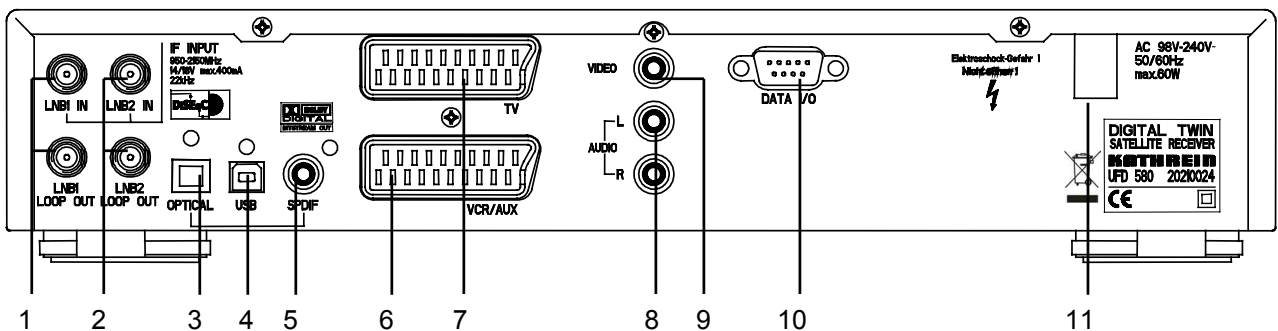 IF INPUT
950-2150MHz
14/18V max.400mA
22kHz
LNB1 IN
LNB2 IN
DiSEqC
LNB1
LOOP OUT
LNB2
LOOP OUT
OPTICAL
USB
SPDIF
DOLBY
DIGITAL
BITSTREAM OUT
TV
VCR/AUX
VIDEO
AUDIO
L
R
DATA I/O
Elektroschock-Gefahr !
Nicht öffnen !
AC 98V-240V~
50/60Hz
max.60W
DIGITAL TWIN
SATELLITE RECEIVER
KATHREIN
UFD 580 20210024
CE
1 2 3 4 5 6 7 8 9 10 11